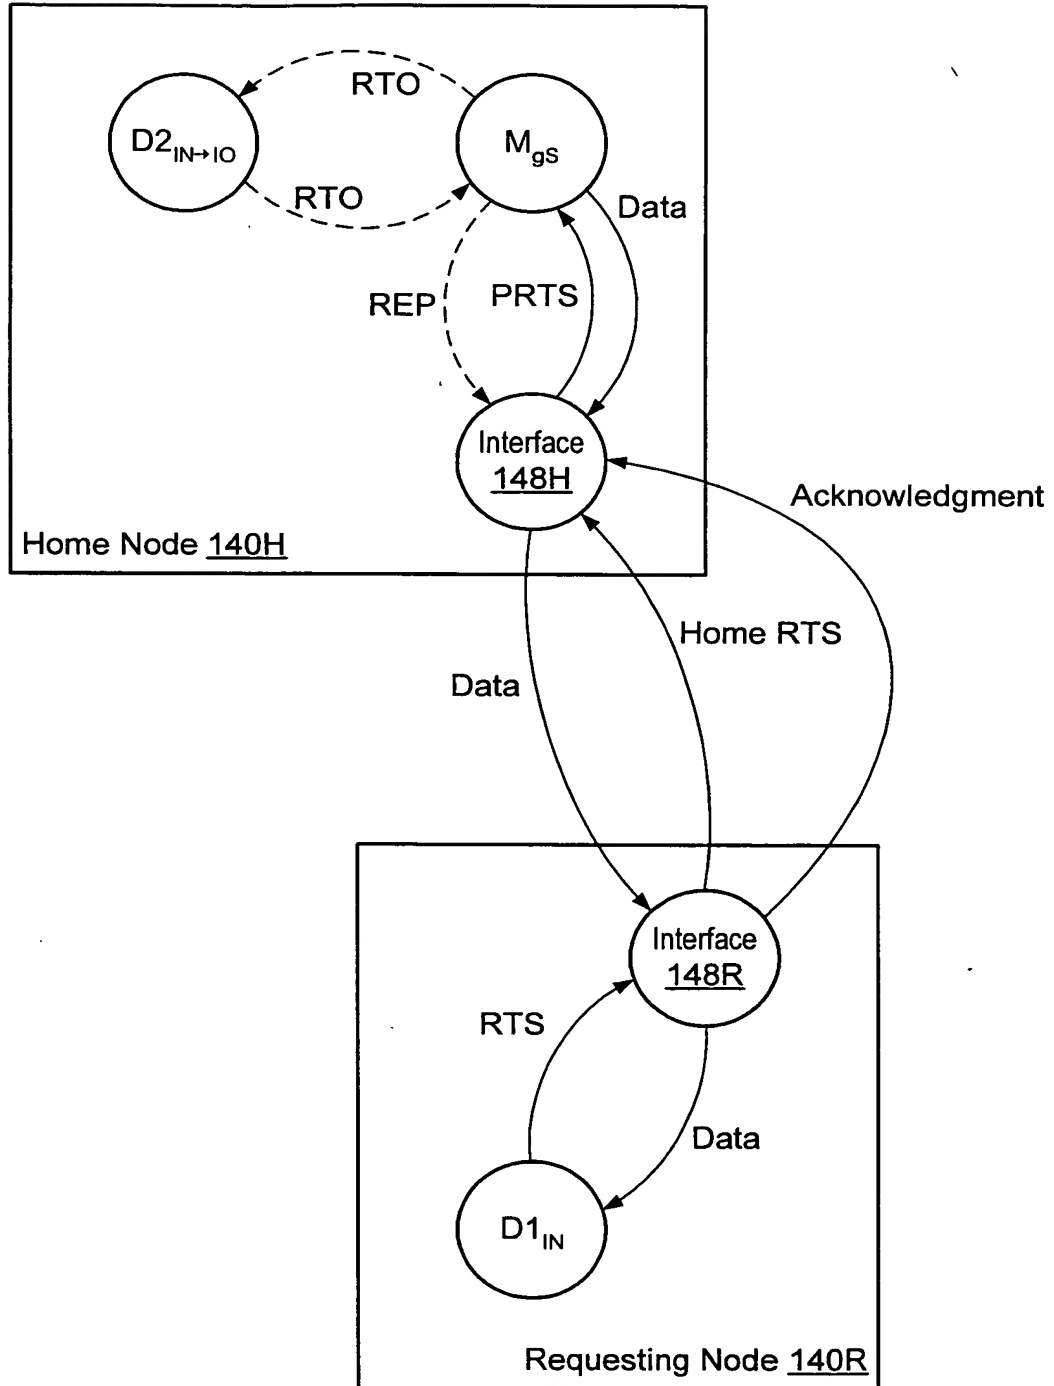 RTO
D2IN→IO
MgS
RTO
Data
REP
PRTS
Interface
148H
Acknowledgment
Home Node 140H
Home RTS
Data
Interface
148R
RTS
Data
D1IN
Requesting Node 140R